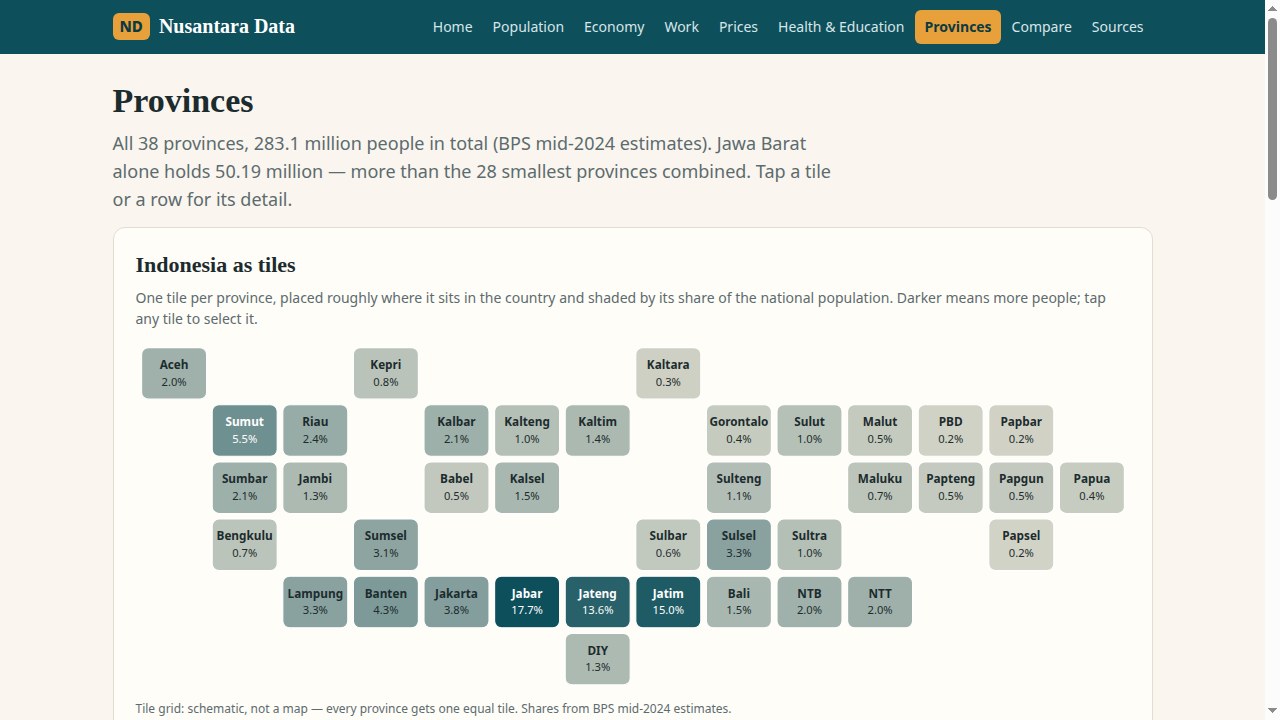 ND Nusantara Data Home Population Economy Work Prices Health & Education Provinces Compare Sources
Provinces
All 38 provinces, 283.1 million people in total (BPS mid-2024 estimates). Jawa Barat
alone holds 50.19 million — more than the 28 smallest provinces combined. Tap a tile
or a row for its detail.
Indonesia as tiles
One tile per province, placed roughly where it sits in the country and shaded by its share of the national population. Darker means more people; tap
any tile to select it.
Aceh Kepri Kaltara
2.0% 0.8% 0.3%
Sumut Riau Kalbar Kalteng Kaltim Gorontalo Sulut Malut PBD Papbar
5.5% 2.4% 2.1% 1.0% 1.4% 0.4% 1.0% 0.5% 0.2% 0.2%
Sumbar Jambi Babel Kalsel Sulteng Maluku Papteng Papgun Papua
2.1% 1.3% 0.5% 1.5% 1.1% 0.7% 0.5% 0.5% 0.4%
Bengkulu Sumsel Sulbar Sulsel Sultra Papsel
0.7% 3.1% 0.6% 3.3% 1.0% 0.2%
Lampung Banten Jakarta Jabar Jateng Jatim Bali NTB NTT
3.3% 4.3% 3.8% 17.7% 13.6% 15.0% 1.5% 2.0% 2.0%
DIY
1.3%
Tile grid: schematic, not a map — every province gets one equal tile. Shares from BPS mid-2024 estimates.